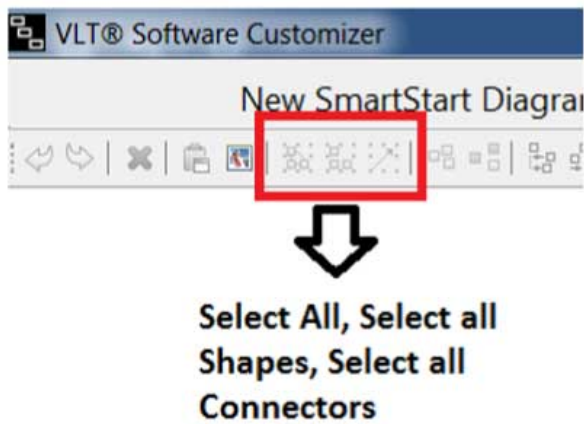 VLT® Software Customizer
New SmartStart Diagra
Select All, Select all
Shapes, Select all
Connectors